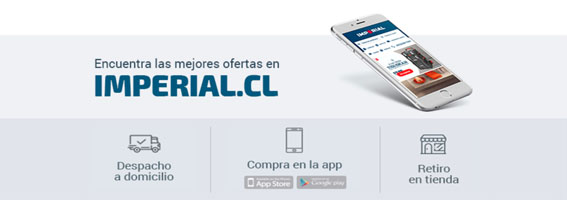 Encuentra las mejores ofertas en
IMPERIAL.CL
IMPERIAL
Despacho
a domicilio
Compra en la app
App Store
Google play
Retiro
en tienda